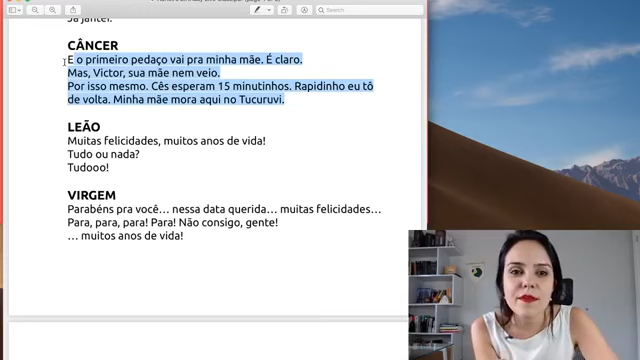 Já jantei.
CÂNCER
E o primeiro pedaço vai pra minha mãe. É claro.
Mas, Victor, sua mãe nem veio.
Por isso mesmo. Cês esperam 15 minutinhos. Rapidinho eu tô
de volta. Minha mãe mora aqui no Tucuruvi.
LEÃO
Muitas felicidades, muitos anos de vida!
Tudo ou nada?
Tudooo!
VIRGEM
Parabéns pra você… nessa data querida… muitas felicidades…
Para, para, para! Para! Não consigo, gente!
… muitos anos de vida!